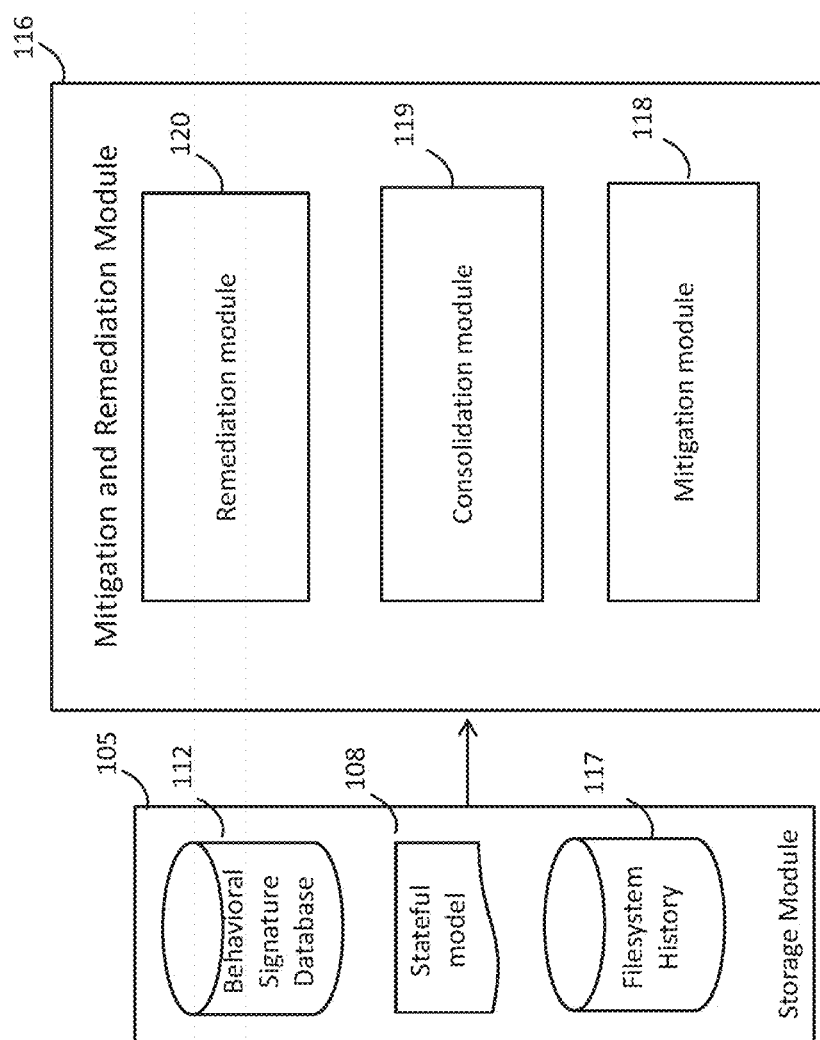 105
112
Behavioral
Signature
Database
108
Stateful
model
117
Filesystem
History
Storage Module
116
Mitigation and Remediation Module
120
Remediation module
119
Consolidation module
118
Mitigation module